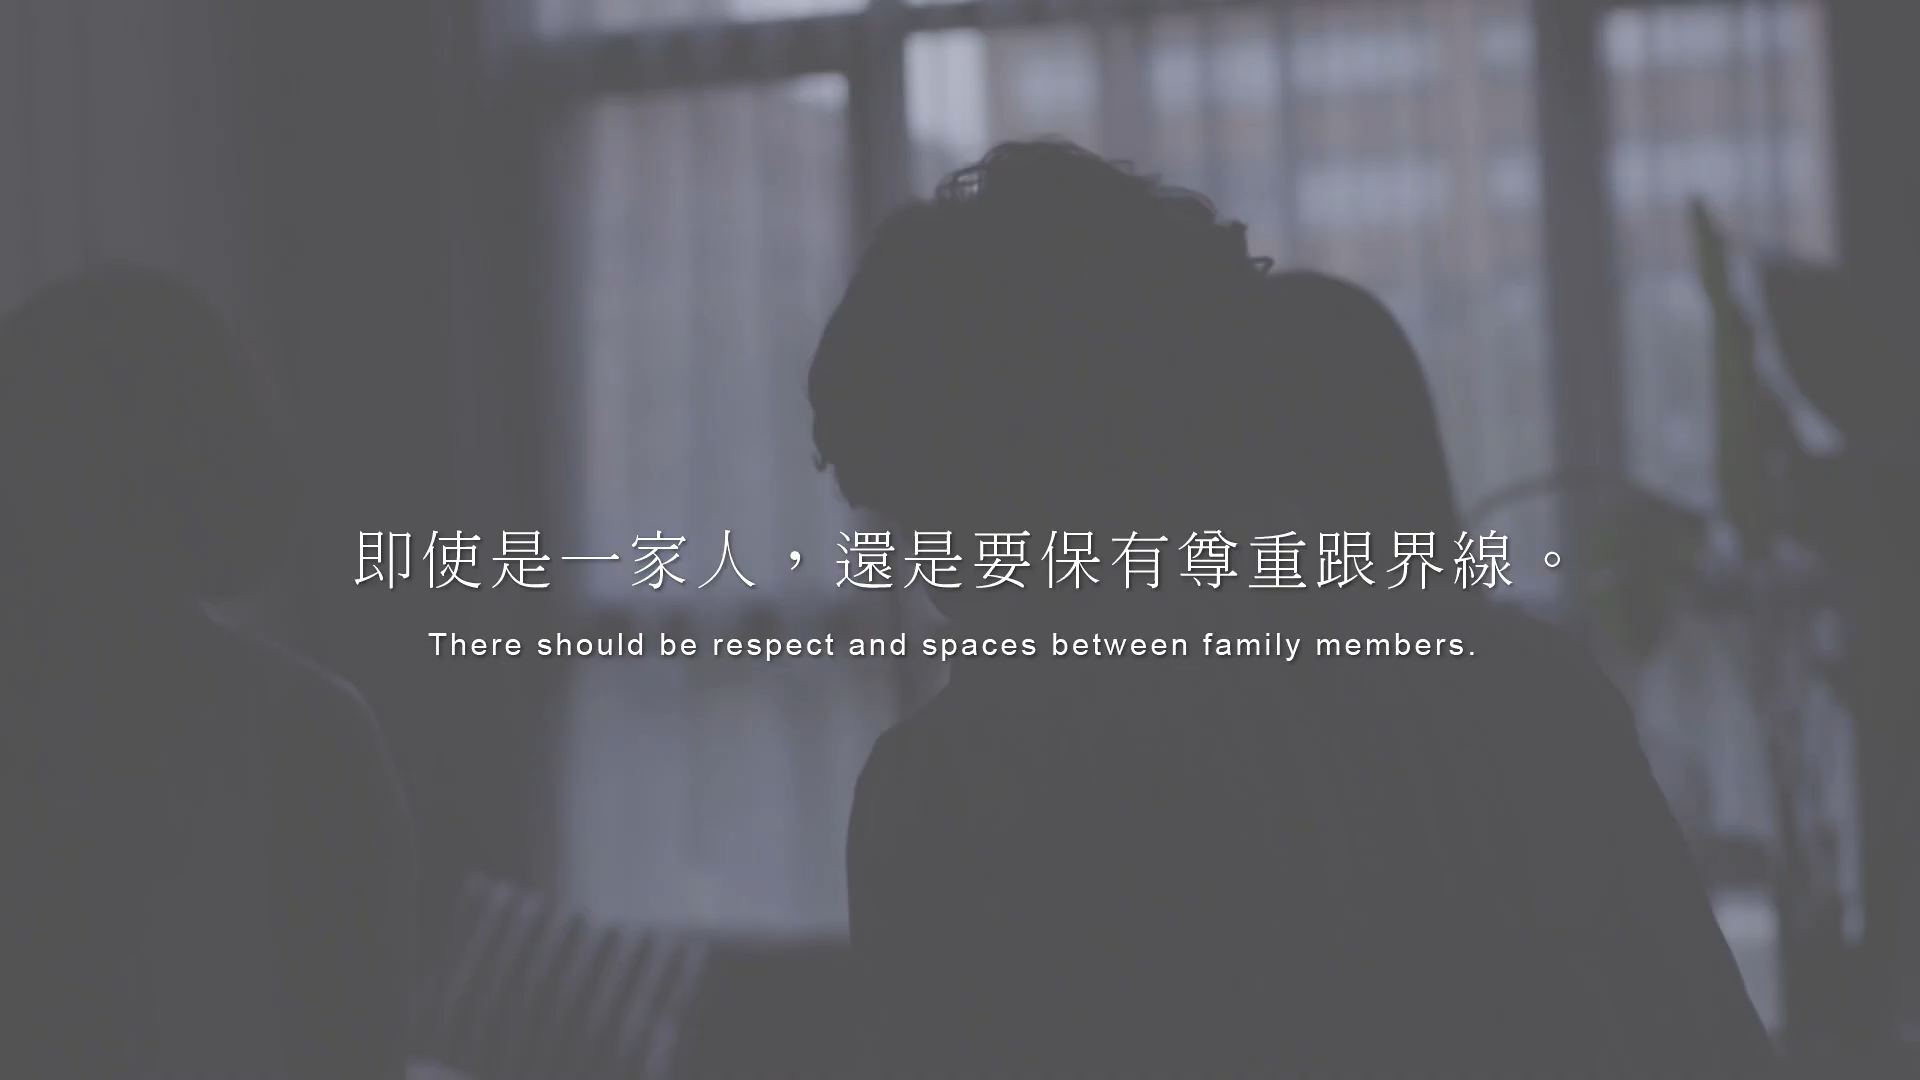 即使是一家人，還是要保有尊重跟界線。
There should be respect and spaces between family members.